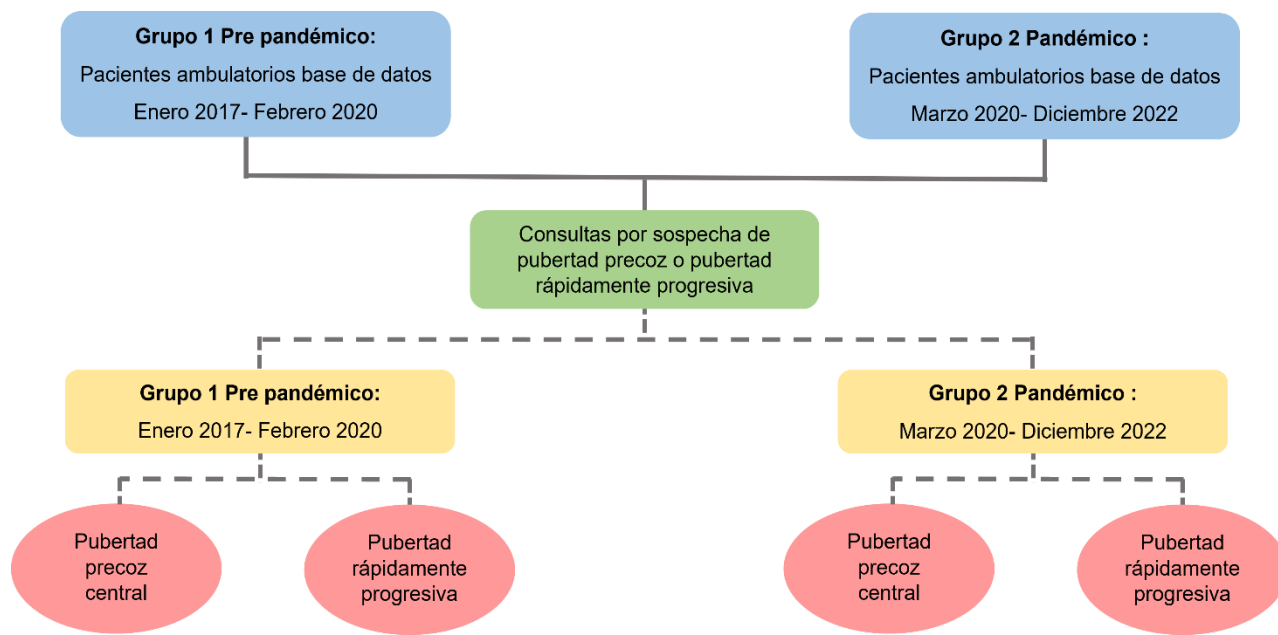 Grupo 1 Pre pandémico:
Pacientes ambulatorios base de datos
Enero 2017- Febrero 2020
Grupo 2 Pandémico :
Pacientes ambulatorios base de datos
Marzo 2020- Diciembre 2022
Consultas por sospecha de
pubertad precoz o pubertad
rápidamente progresiva
Grupo 1 Pre pandémico:
Enero 2017- Febrero 2020
Grupo 2 Pandémico :
Marzo 2020- Diciembre 2022
Pubertad
precoz
central
Pubertad
rápidamente
progresiva
Pubertad
precoz
central
Pubertad
rápidamente
progresiva